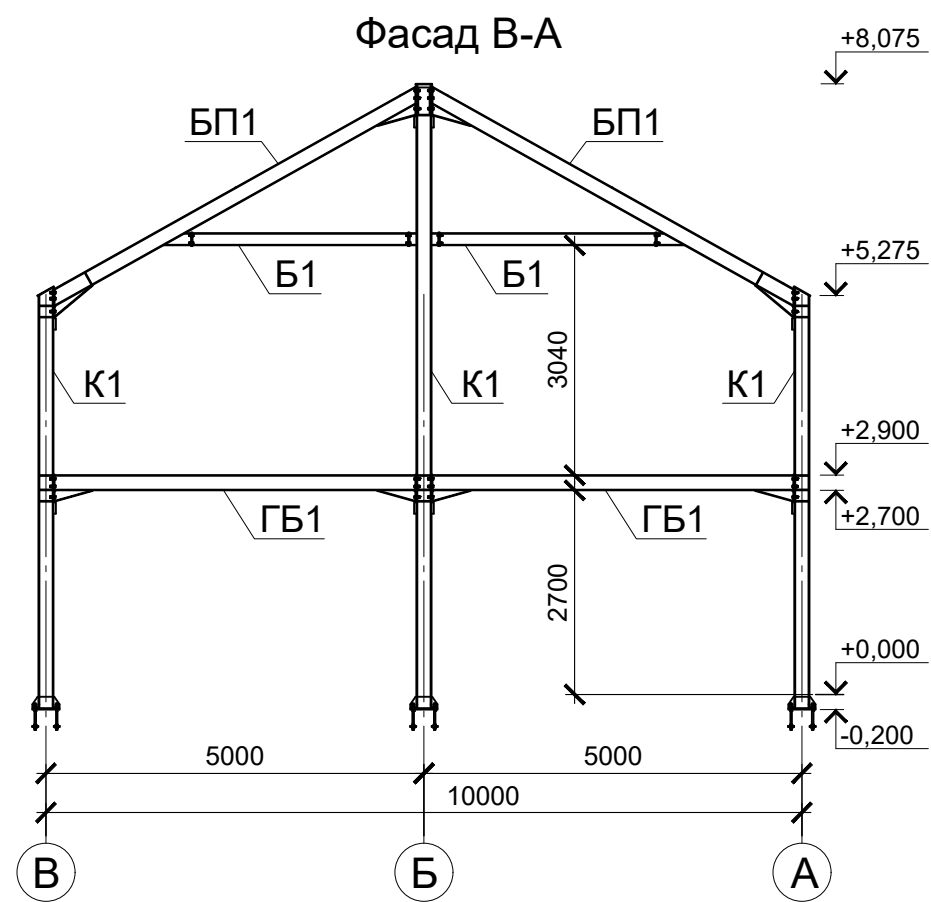 Фасад В-А
+8,075
БП1
БП1
+5,275
Б1
Б1
3040
К1
К1
К1
+2,900
+2,700
ГБ1
ГБ1
2700
+0,000
-0,200
5000
5000
10000
В
Б
А